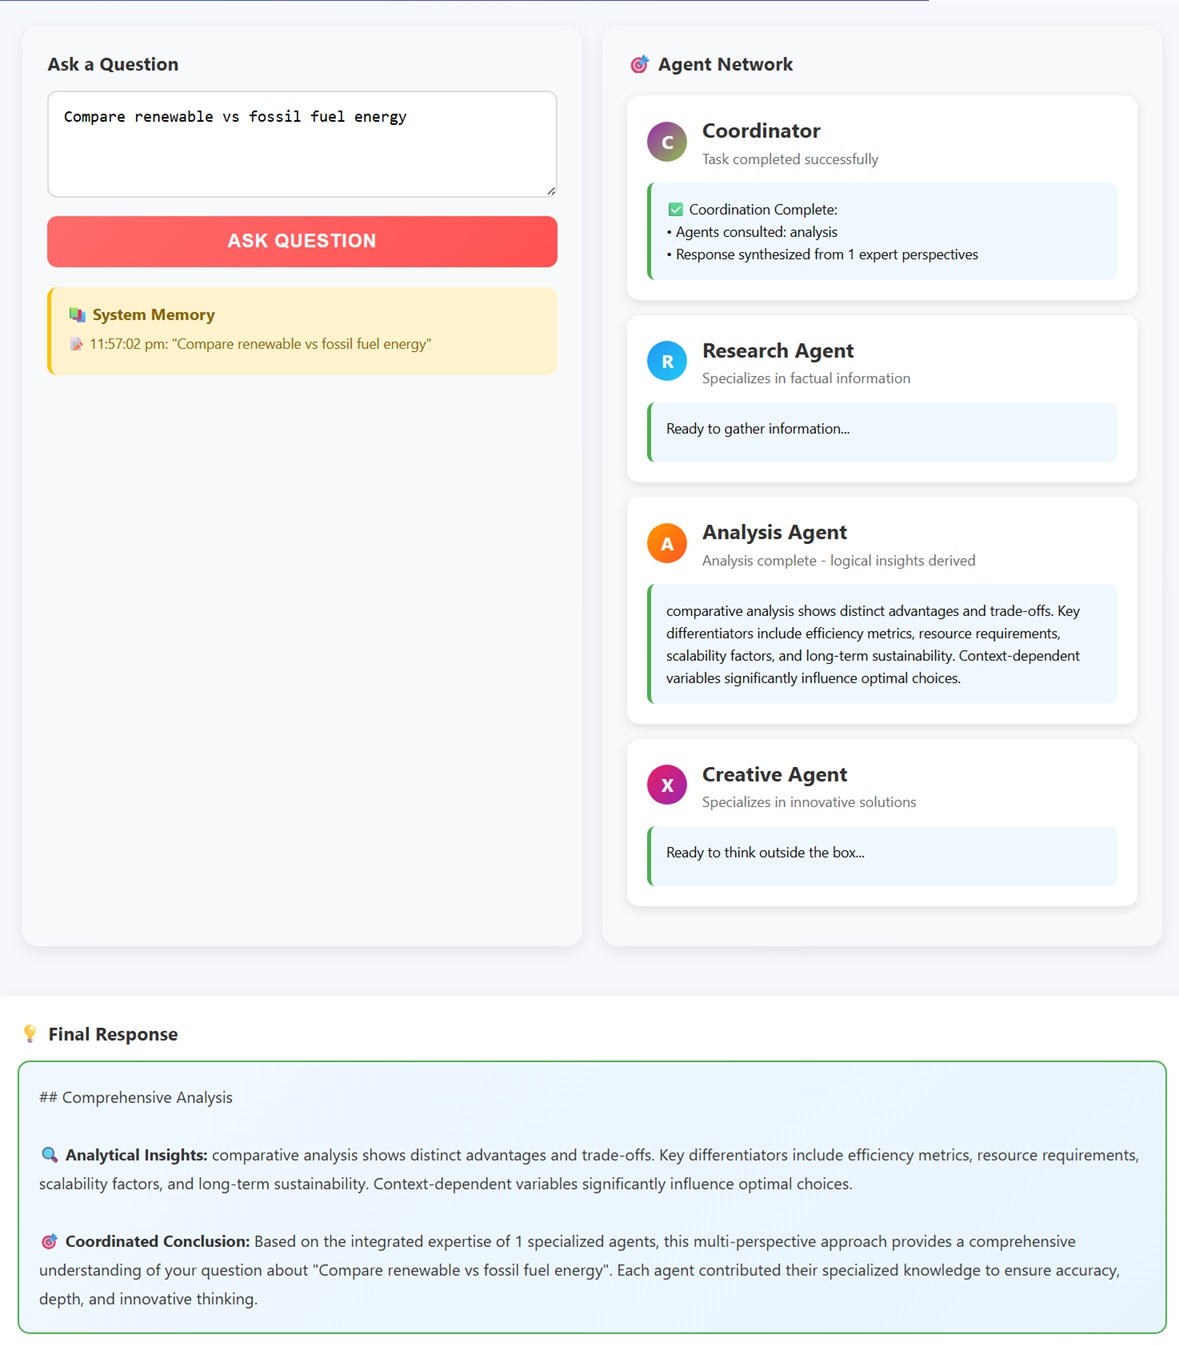 Ask a Question
Compare renewable vs fossil fuel energy
ASK QUESTION
System Memory
11:57:02 pm: "Compare renewable vs fossil fuel energy"
Agent Network
C
Coordinator
Task completed successfully
✅ Coordination Complete:
• Agents consulted: analysis
• Response synthesized from 1 expert perspectives
R
Research Agent
Specializes in factual information
Ready to gather information...
A
Analysis Agent
Analysis complete - logical insights derived
comparative analysis shows distinct advantages and trade-offs. Key
differentiators include efficiency metrics, resource requirements,
scalability factors, and long-term sustainability. Context-dependent
variables significantly influence optimal choices.
X
Creative Agent
Specializes in innovative solutions
Ready to think outside the box...
Final Response
## Comprehensive Analysis
Analytical Insights: comparative analysis shows distinct advantages and trade-offs. Key differentiators include efficiency metrics, resource requirements,
scalability factors, and long-term sustainability. Context-dependent variables significantly influence optimal choices.
Coordinated Conclusion: Based on the integrated expertise of 1 specialized agents, this multi-perspective approach provides a comprehensive
understanding of your question about "Compare renewable vs fossil fuel energy". Each agent contributed their specialized knowledge to ensure accuracy,
depth, and innovative thinking.